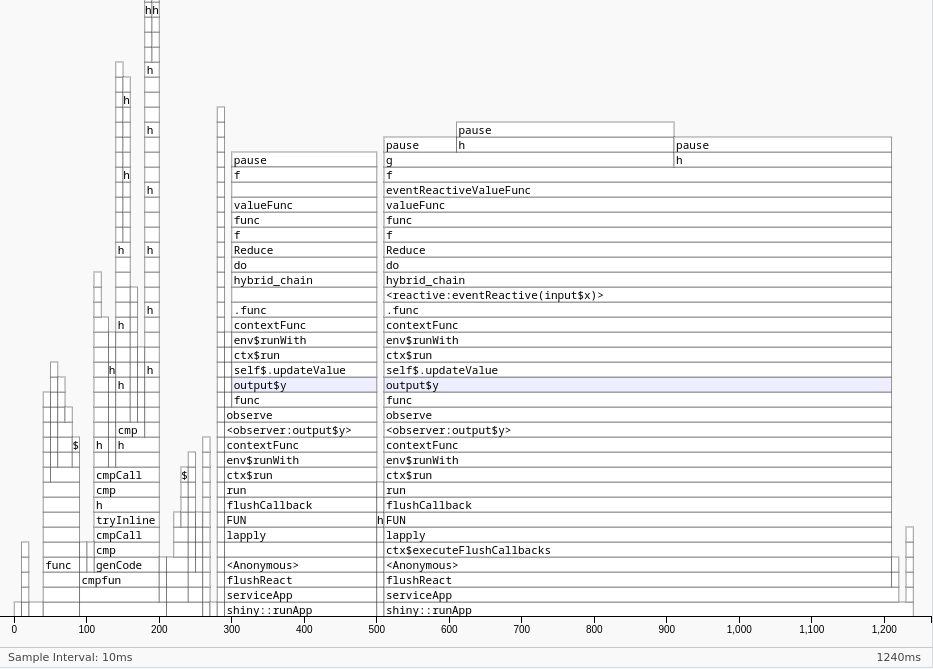 h h
h
h
h
pause
pause h pause
pause g h
f h f
h eventReactiveValueFunc
valueFunc valueFunc
func func
f f
h h Reduce Reduce
do do
hybrid_chain hybrid_chain
<reactive:eventReactive(input$x)>
h .func .func
h contextFunc contextFunc
env$runWith env$runWith
ctx$run ctx$run
h h self$.updateValue self$.updateValue
h output$y output$y
func func
observe observe
cmp <observer:output$y> <observer:output$y>
$ h h contextFunc contextFunc
env$runWith env$runWith
cmpCall $ ctx$run ctx$run
cmp run run
h flushCallback flushCallback
tryInline FUN h FUN
cmpCall lapply lapply
cmp ctx$executeFlushCallbacks
func genCode <Anonymous> <Anonymous>
cmpfun flushReact flushReact
serviceApp serviceApp
shiny::runApp shiny::runApp
0 100 200 300 400 500 600 700 800 900 1,000 1,100 1,200
Sample Interval: 10ms 1240ms